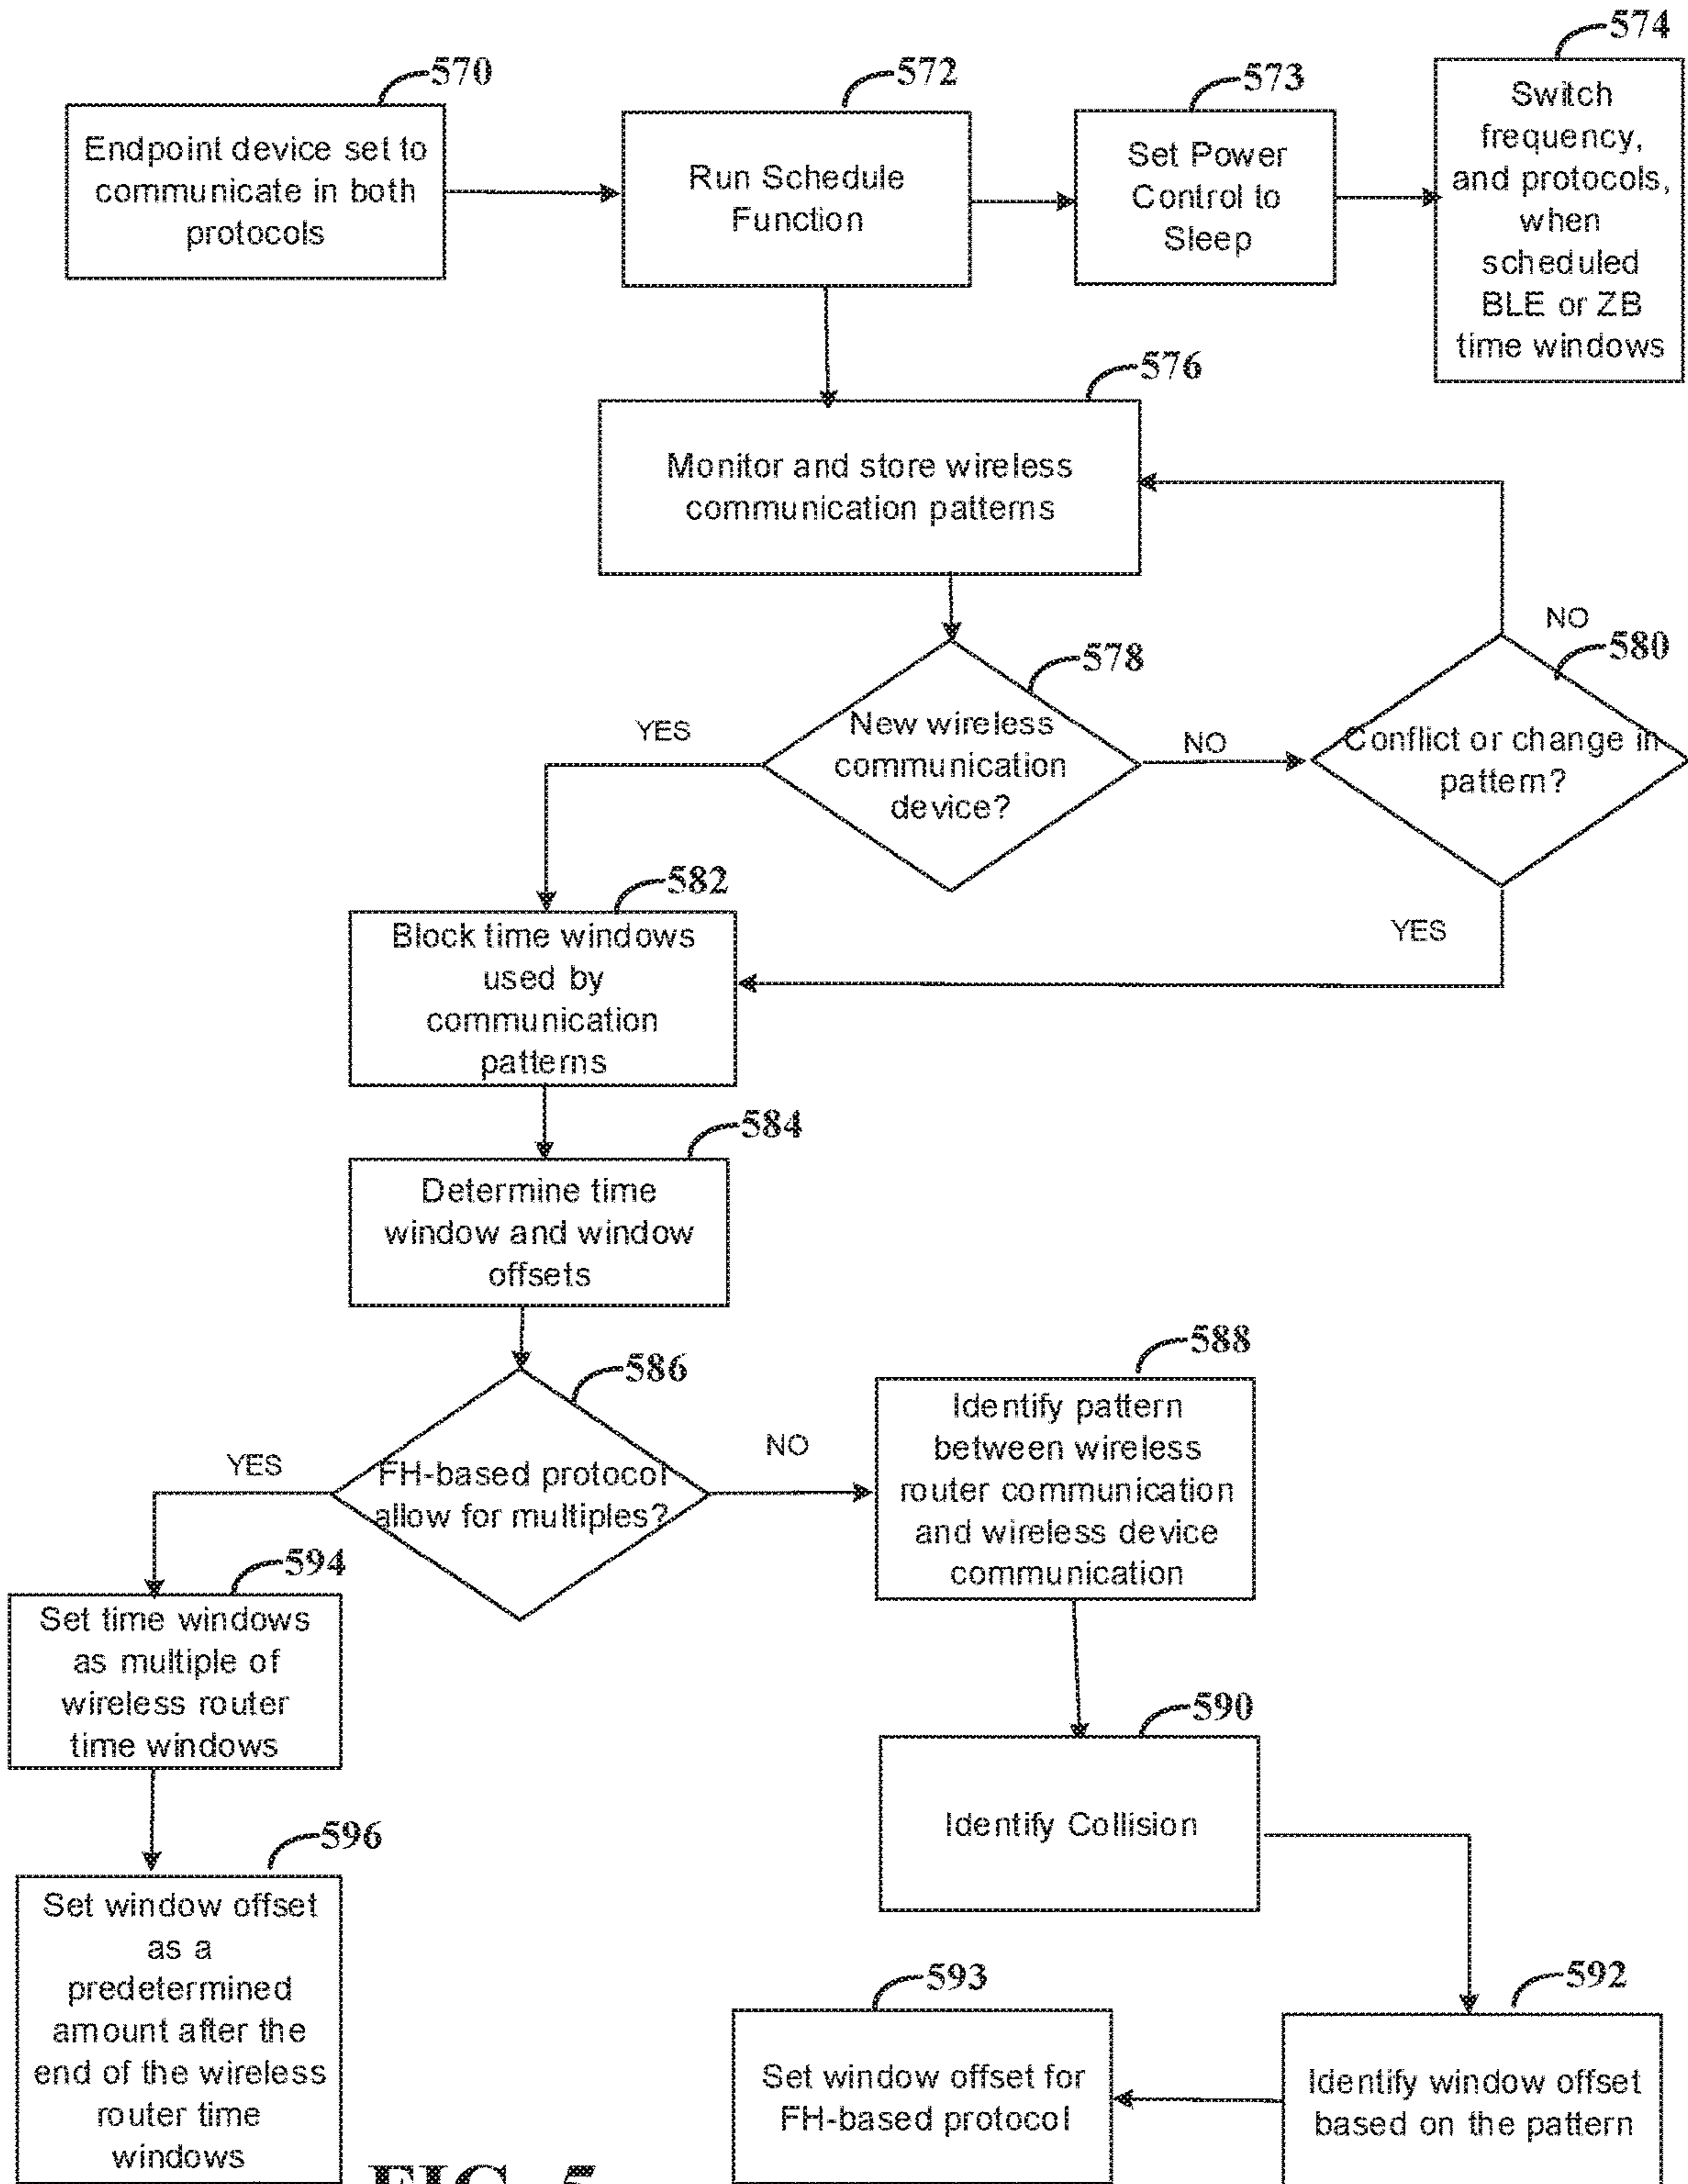 570
Endpoint device set to
communicate in both
protocols
572
Run Schedule
Function
573
Set Power
Control to
Sleep
574
Switch
frequency,
and protocols,
when
scheduled
BLE or ZB
time windows
576
Monitor and store wireless
communication patterns
578
New wireless
communication
device?
YES
NO
580
Conflict or change in
pattern?
NO
YES
582
Block time windows
used by
communication
patterns
584
Determine time
window and window
offsets
586
FH-based protocol
allow for multiples?
YES
NO
588
Identify pattern
between wireless
router communication
and wireless device
communication
594
Set time windows
as multiple of
wireless router
time windows
590
Identify Collision
596
Set window offset
as a
predetermined
amount after the
end of the wireless
router time
windows
593
Set window offset for
FH-based protocol
592
Identify window offset
based on the pattern
FIG. 5